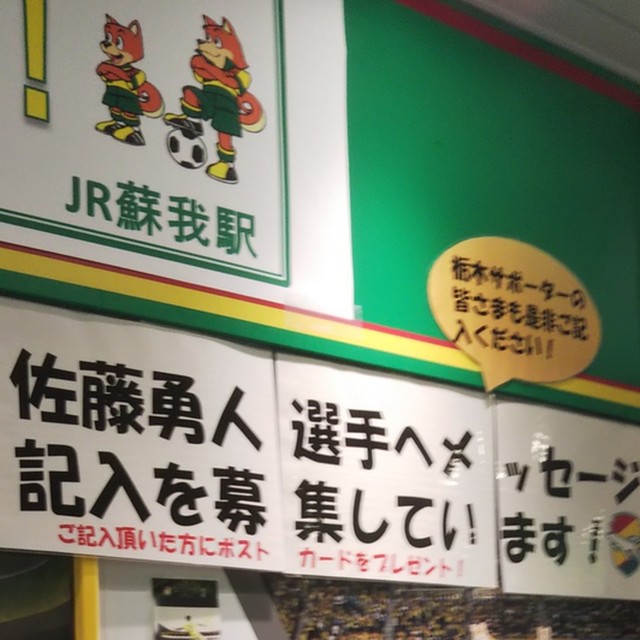 !
JR蘇我駅
栃木サポーターの
皆さまも是非ご記
入ください！
佐藤勇人選手へメッセージ
記入を募集しています！
ご記入頂いた方にポストカードをプレゼント！